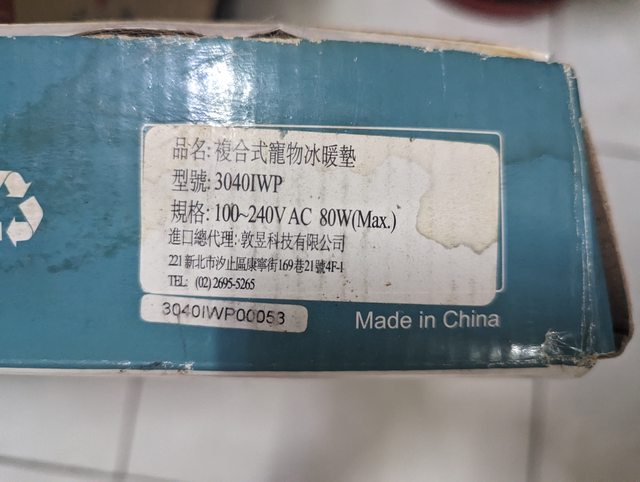 品名: 複合式寵物冰暖墊
型號: 3040IWP
規格: 100~240V AC 80W(Max.)
進口總代理: 敦昱科技有限公司
221 新北市汐止區康寧街169巷21號4F-1
TEL: (02) 2695-5265
3040IWP00053
Made in China